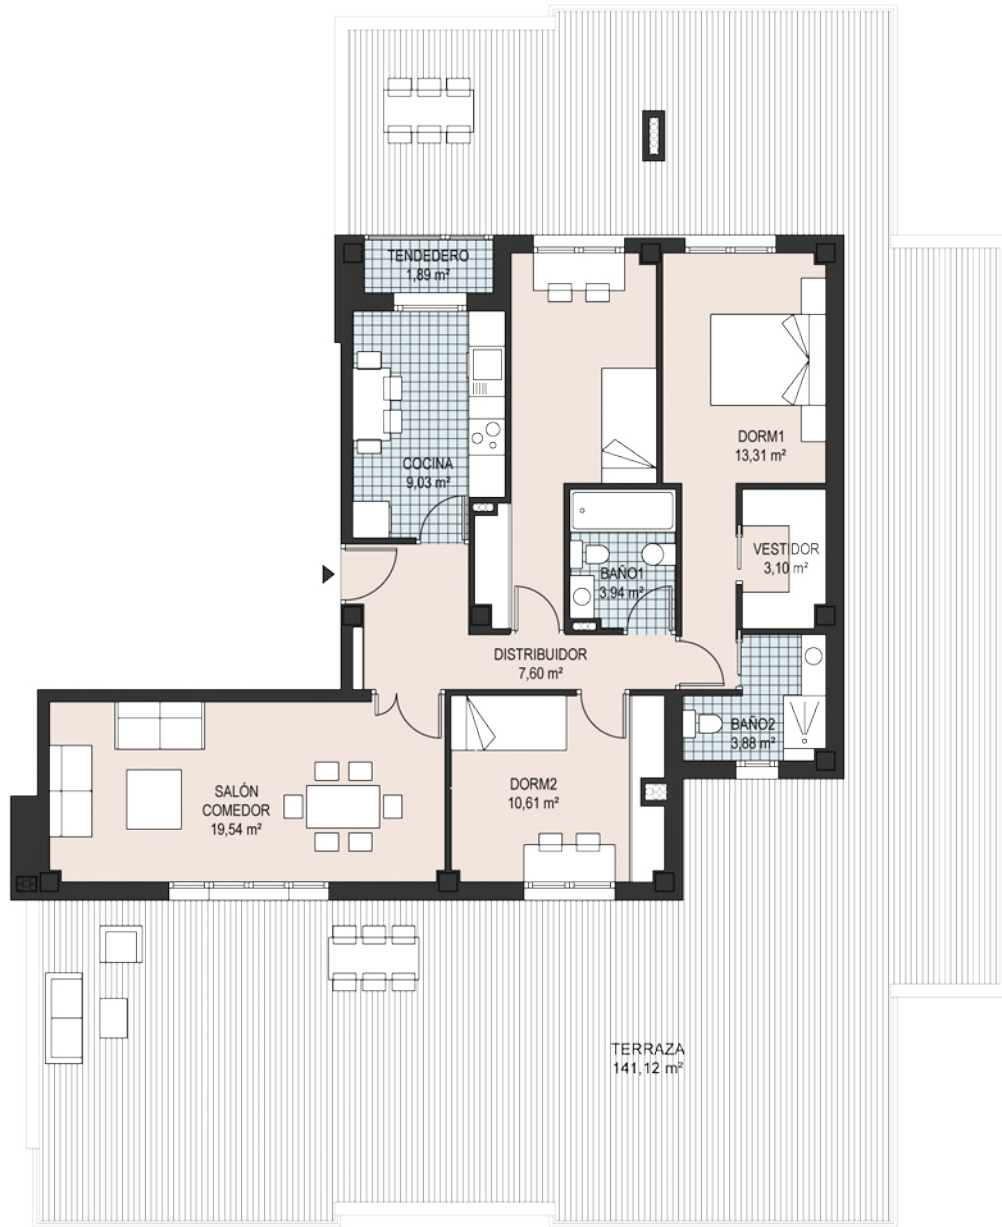 TENDEDERO
1,89 m²
DORM1
13,31 m²
COCINA
9,03 m²
VESTIDOR
3,10 m²
BAÑO1
3,94 m²
DISTRIBUIDOR
7,60 m²
BAÑO2
3,88 m²
SALÓN
COMEDOR
19,54 m²
DORM2
10,61 m²
TERRAZA
141,12 m²